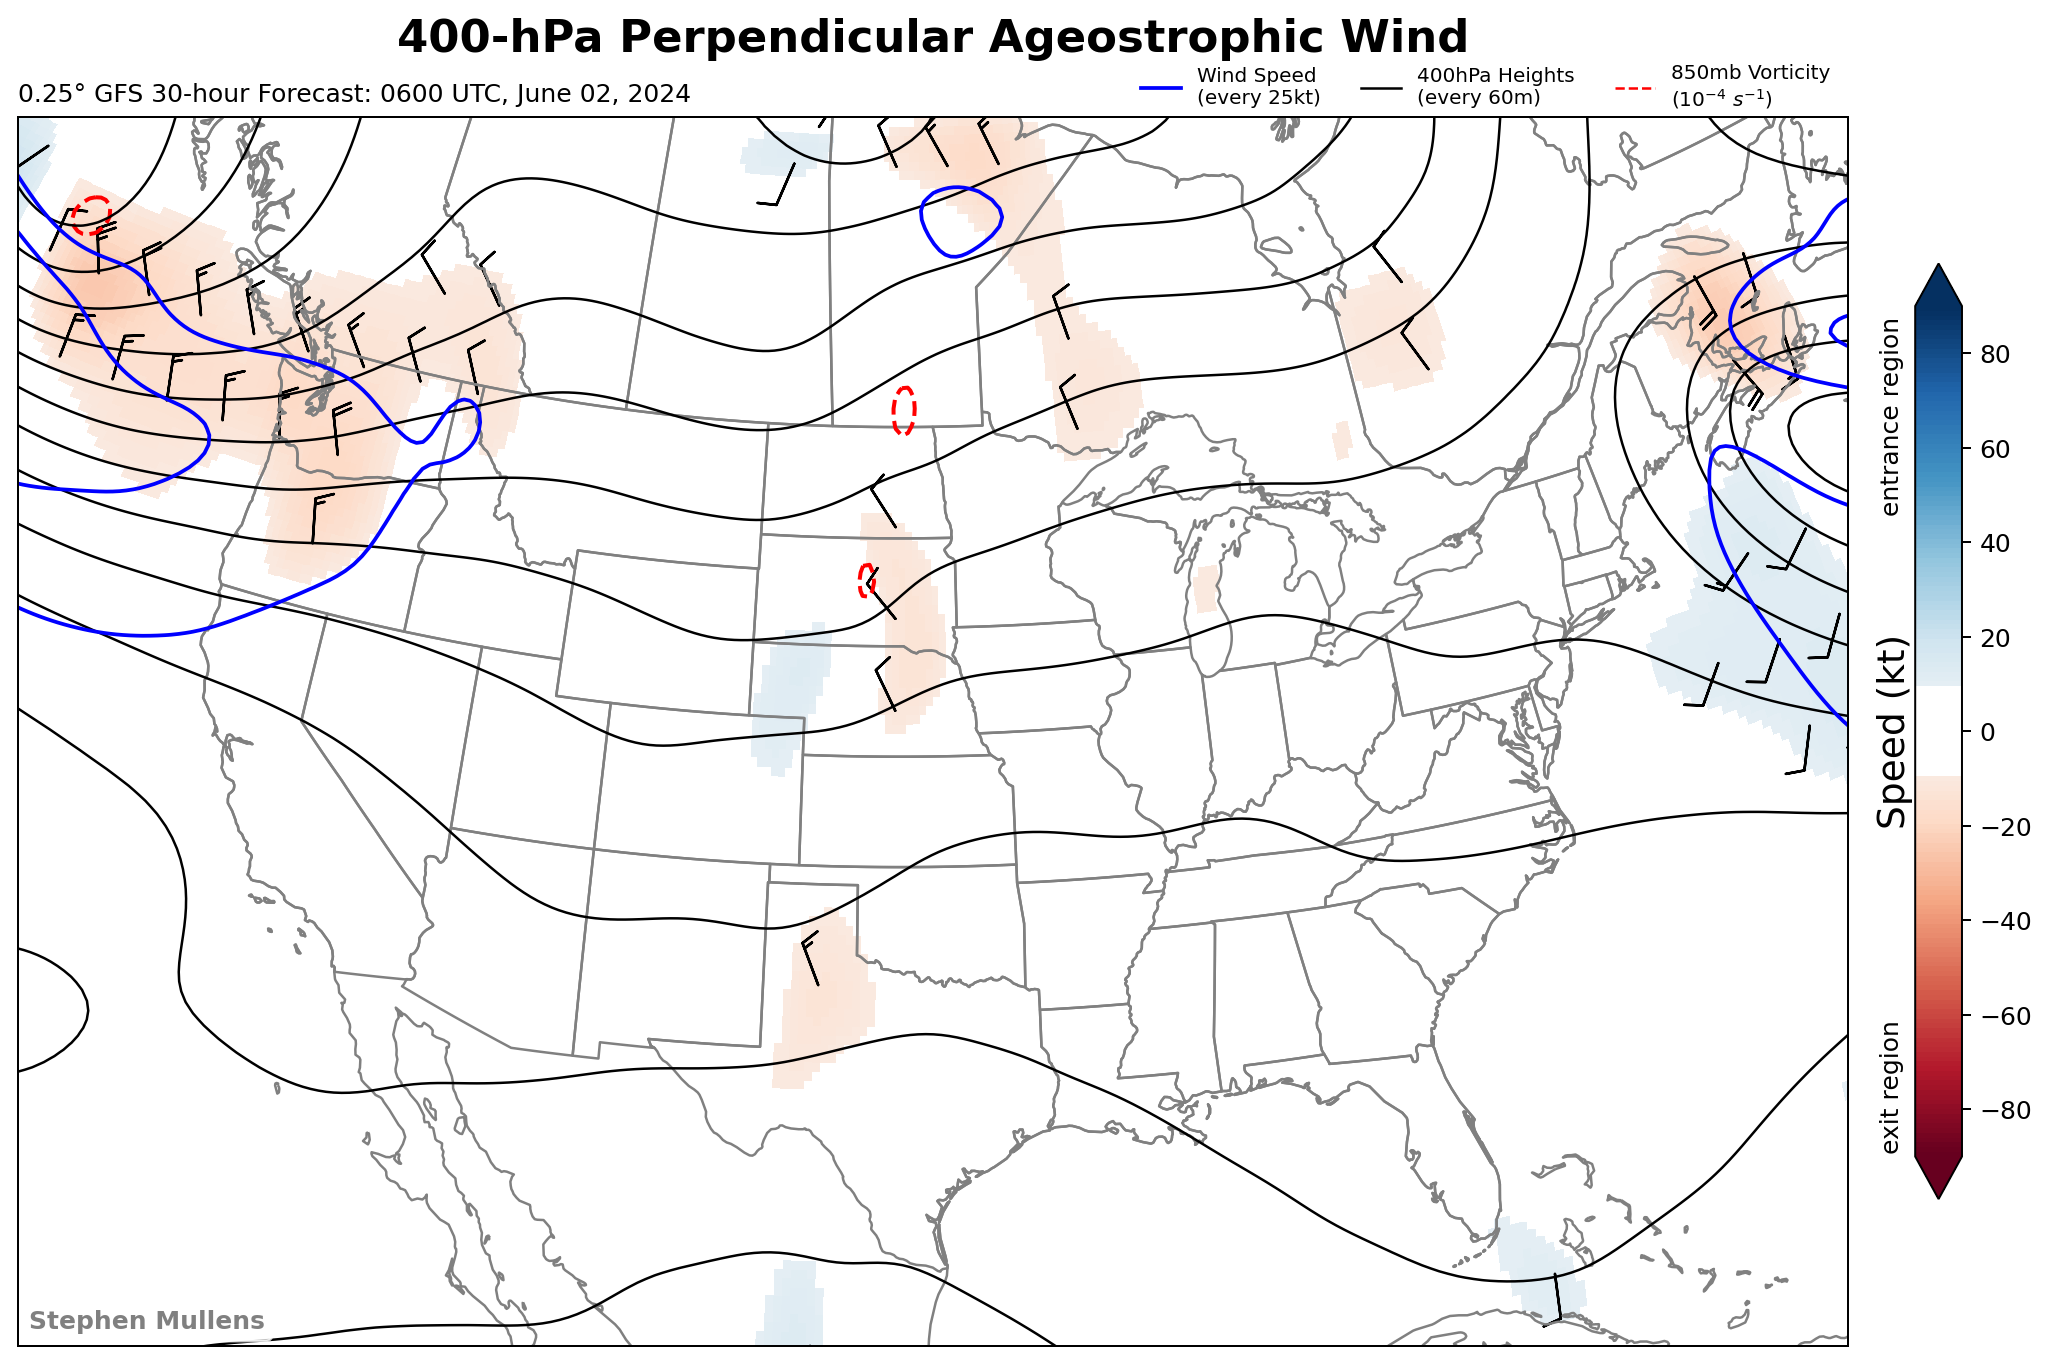 400-hPa Perpendicular Ageostrophic Wind
0.25° GFS 30-hour Forecast: 0600 UTC, June 02, 2024
Wind Speed
(every 25kt)
400hPa Heights
(every 60m)
850mb Vorticity
(10⁻⁴ s⁻¹)
entrance region
Speed (kt)
exit region
80
60
40
20
0
−20
−40
−60
−80
Stephen Mullens